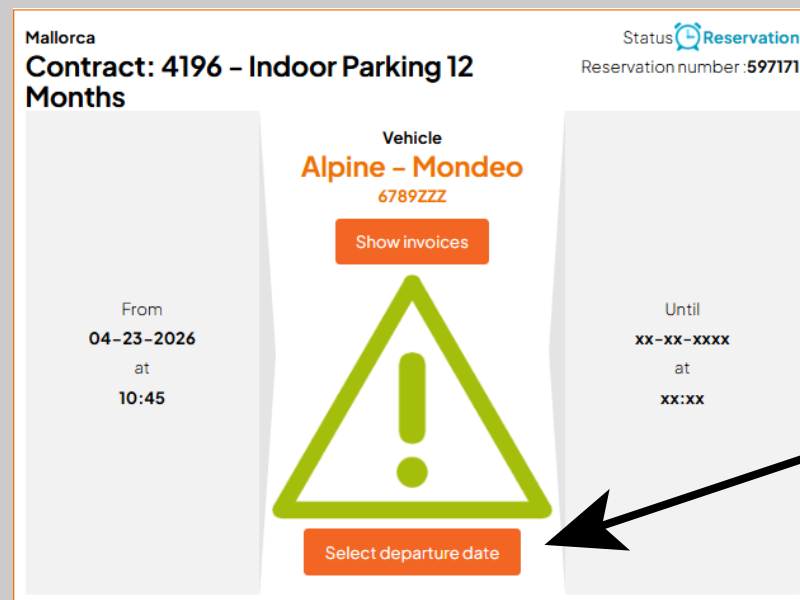 Mallorca
Status Reservation
Contract: 4196 – Indoor Parking 12
Months
Reservation number :597171
Vehicle
Alpine – Mondeo
6789ZZZ
Show invoices
From
04-23-2026
at
10:45
Until
xx-xx-xxxx
at
xx:xx
Select departure date